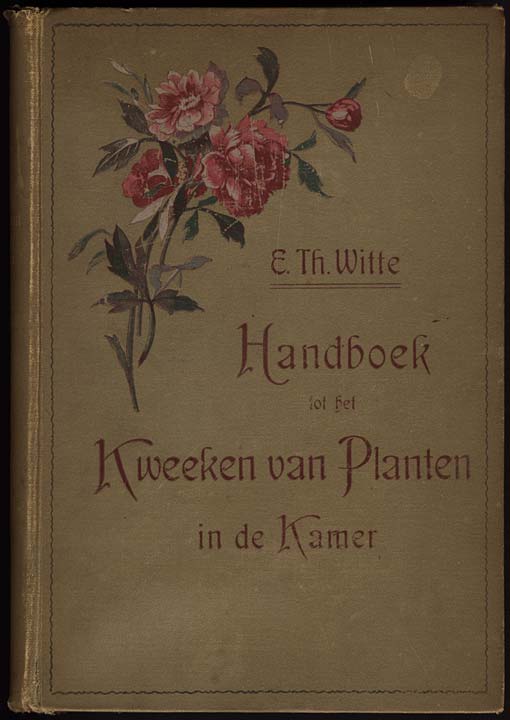 E. Th. Witte
Handboek
tot het
Kweeken van Planten
in de Kamer